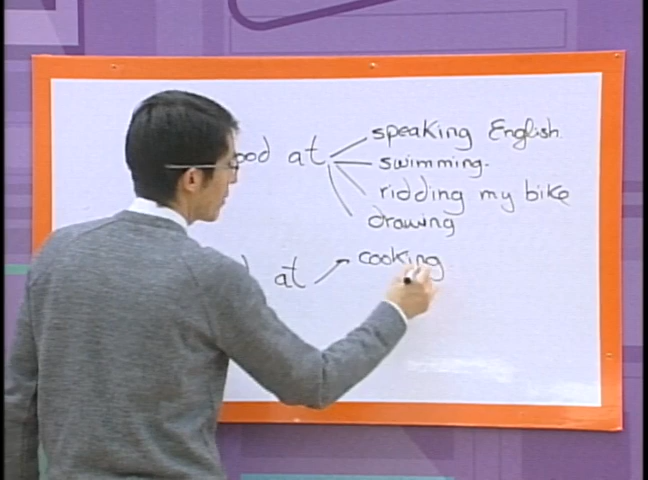 ood at speaking English.
swimming.
ridding my bike
drawing
at cooking